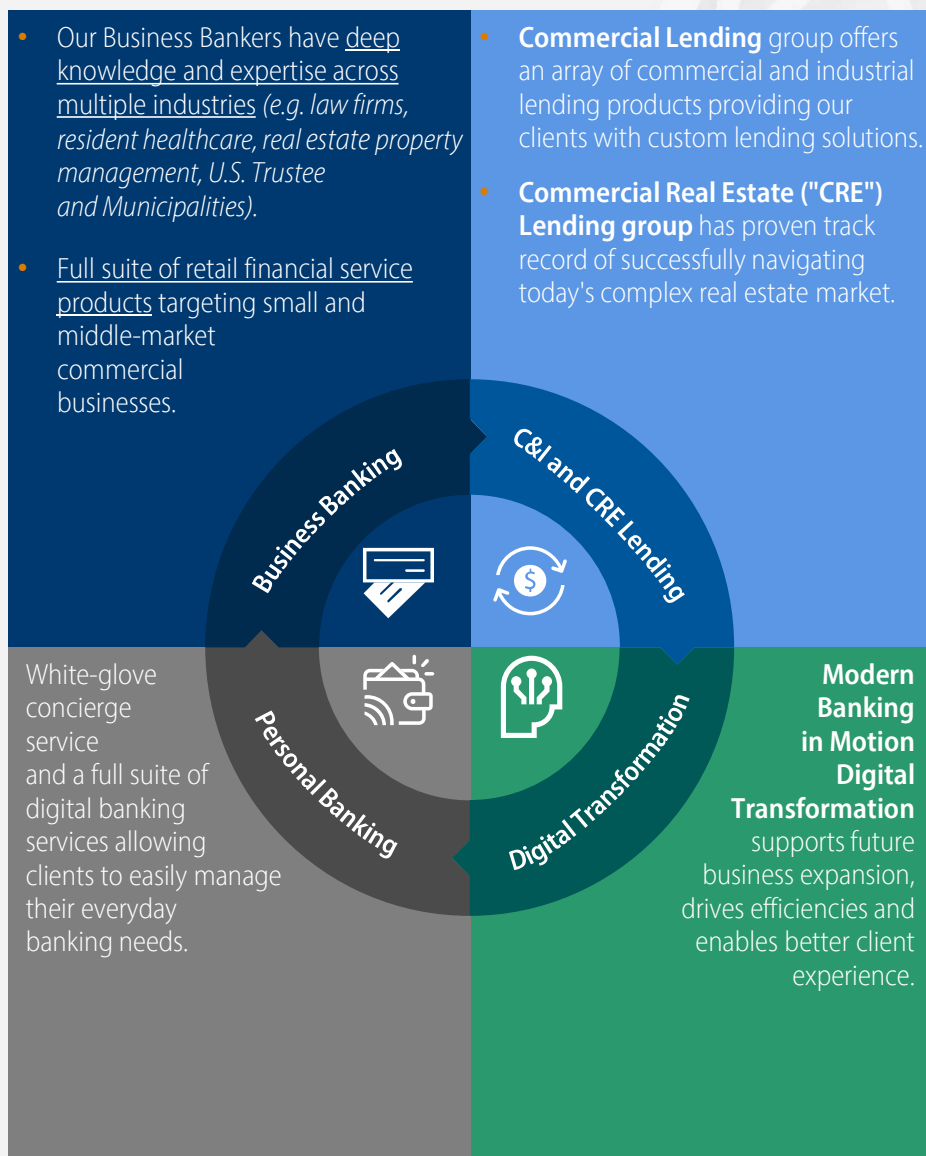 • Our Business Bankers have deep
knowledge and expertise across
multiple industries (e.g. law firms,
resident healthcare, real estate property
management, U.S. Trustee
and Municipalities).
• Full suite of retail financial service
products targeting small and
middle-market
commercial
businesses.
• Commercial Lending group offers
an array of commercial and industrial
lending products providing our
clients with custom lending solutions.
• Commercial Real Estate ("CRE")
Lending group has proven track
record of successfully navigating
today's complex real estate market.
Business Banking
C&I and CRE Lending
$
Personal Banking
Digital Transformation
White-glove
concierge
service
and a full suite of
digital banking
services allowing
clients to easily manage
their everyday
banking needs.
Modern
Banking
in Motion
Digital
Transformation
supports future
business expansion,
drives efficiencies and
enables better client
experience.